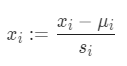 x_i := \frac{x_i - \mu_i}{s_i}